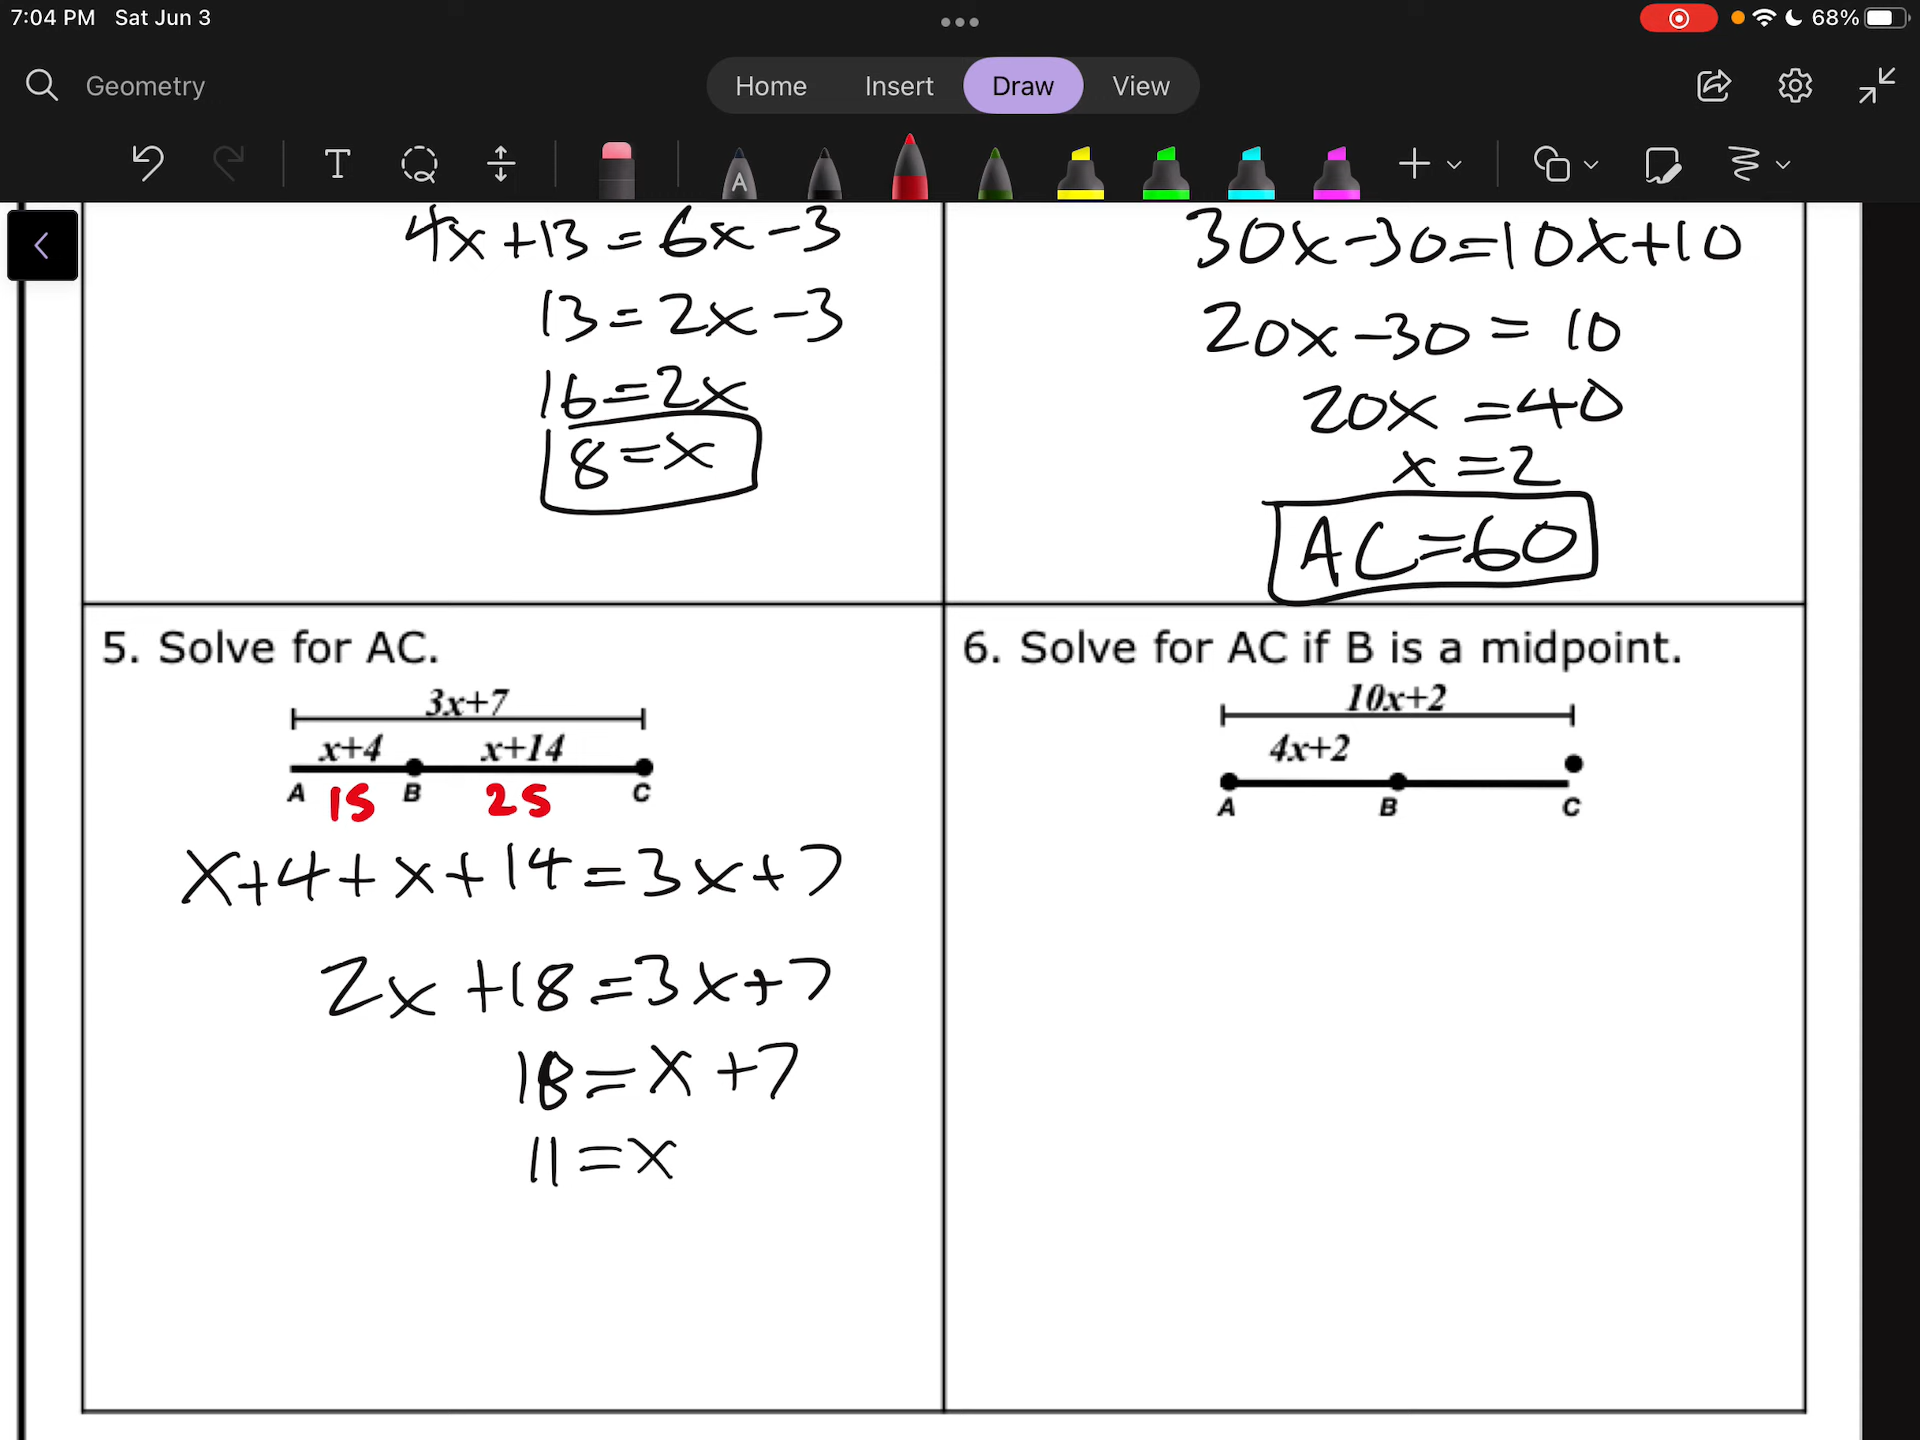 7:04 PM Sat Jun 3
68%
Geometry
Home Insert Draw View
T
A
4x+13=6x-3
13=2x-3
16=2x
8=x
30x-30=10x+10
20x-30=10
20x=40
x=2
AC=60
5. Solve for AC.
3x+7
x+4 x+14
A 15 B 25 C
x+4+x+14=3x+7
2x+18=3x+7
18=x+7
11=x
6. Solve for AC if B is a midpoint.
10x+2
4x+2
A B C